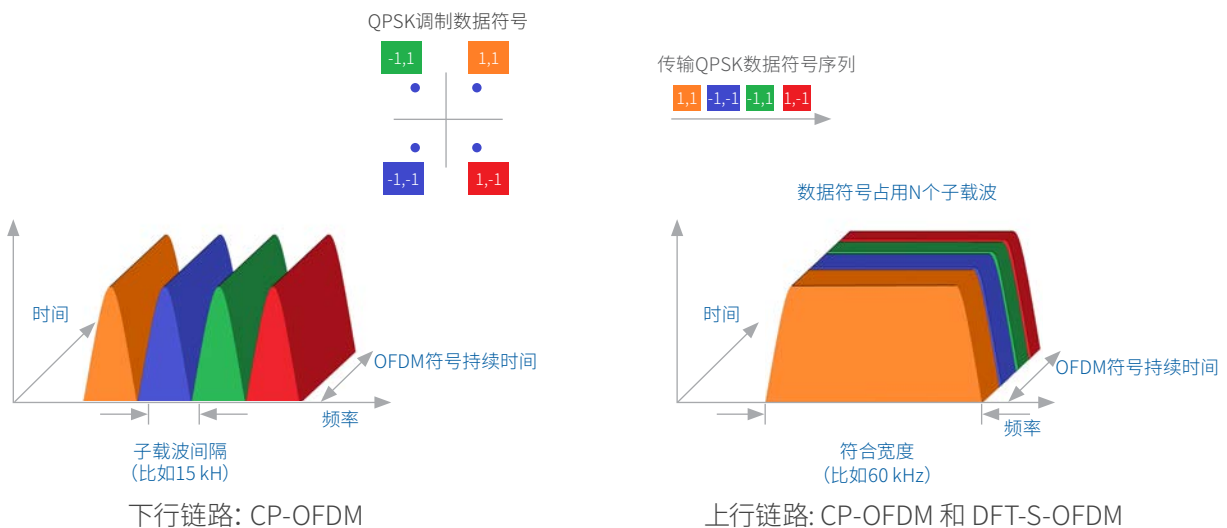 QPSK调制数据符号
-1,1
1,1
-1,-1
1,-1
时间
OFDM符号持续时间
频率
子载波间隔
(比如15 kH)
下行链路: CP-OFDM
传输QPSK数据符号序列
1,1 -1,-1 -1,1 1,-1
数据符号占用N个子载波
时间
OFDM符号持续时间
频率
符合宽度
(比如60 kHz)
上行链路: CP-OFDM 和 DFT-S-OFDM